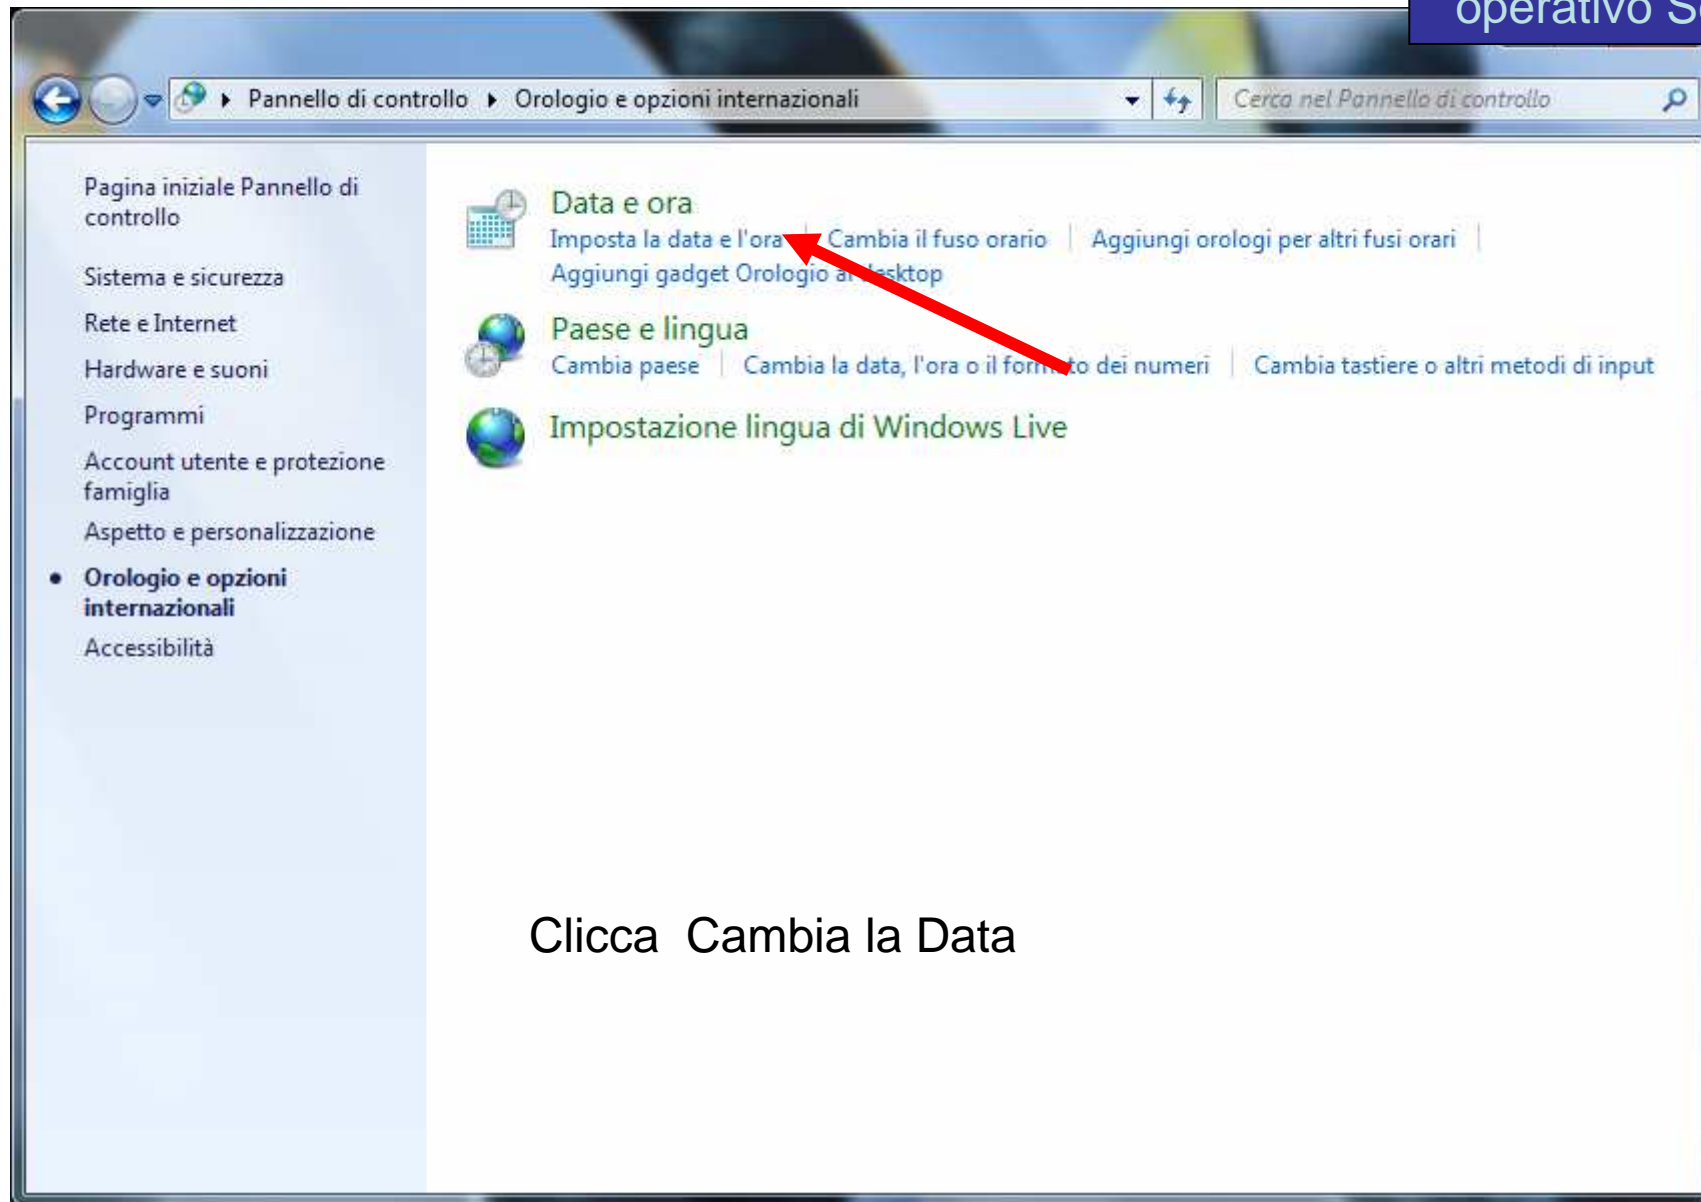 operativo
Pannello di controllo Orologio e opzioni internazionali Cerca nel Pannello di controllo
Pagina iniziale Pannello di
controllo
Sistema e sicurezza
Rete e Internet
Hardware e suoni
Programmi
Account utente e protezione
famiglia
Aspetto e personalizzazione
Orologio e opzioni
internazionali
Accessibilità
Data e ora
Imposta la data e l'ora Cambia il fuso orario Aggiungi orologi per altri fusi orari
Aggiungi gadget Orologio al desktop
Paese e lingua
Cambia paese Cambia la data, l'ora o il formato dei numeri Cambia tastiere o altri metodi di input
Impostazione lingua di Windows Live
Clicca Cambia la Data